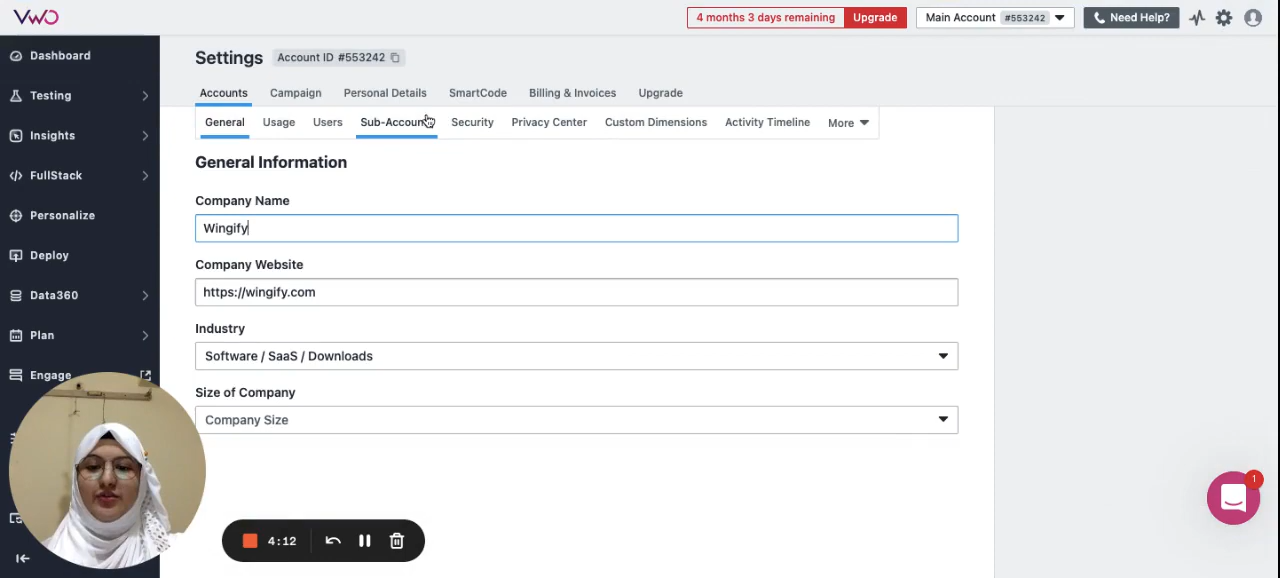 VWO
4 months 3 days remaining
Upgrade
Main Account #553242
Need Help?
Dashboard
Testing
Insights
FullStack
Personalize
Deploy
Data360
Plan
Engage
Settings
Account ID #553242
Accounts
Campaign
Personal Details
SmartCode
Billing & Invoices
Upgrade
General
Usage
Users
Sub-Accoun
Security
Privacy Center
Custom Dimensions
Activity Timeline
More
General Information
Company Name
Wingify
Company Website
https://wingify.com
Industry
Software / SaaS / Downloads
Size of Company
Company Size
4:12
1